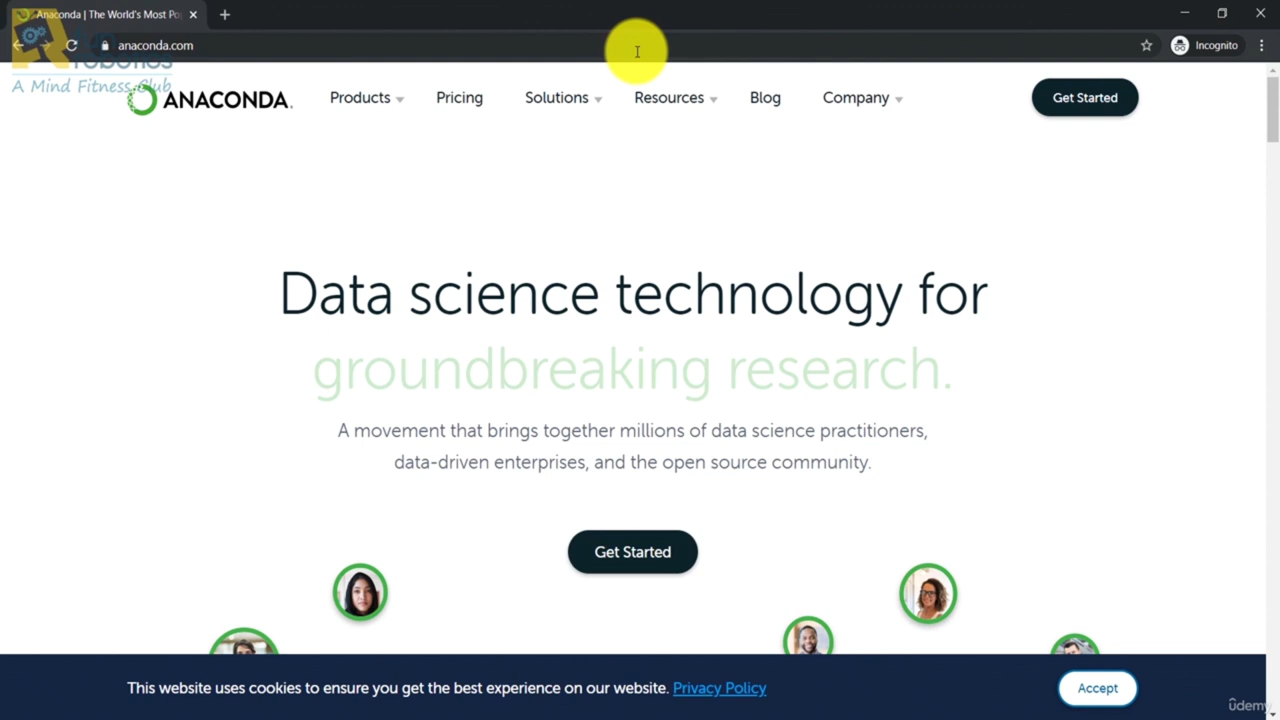 Anaconda | The World's Most Po
anaconda.com
Incognito
A Mind Fitness Club
ANACONDA.
Products
Pricing
Solutions
Resources
Blog
Company
Get Started
Data science technology for
groundbreaking research.
A movement that brings together millions of data science practitioners,
data-driven enterprises, and the open source community.
Get Started
This website uses cookies to ensure you get the best experience on our website. Privacy Policy
Accept
ûdemy